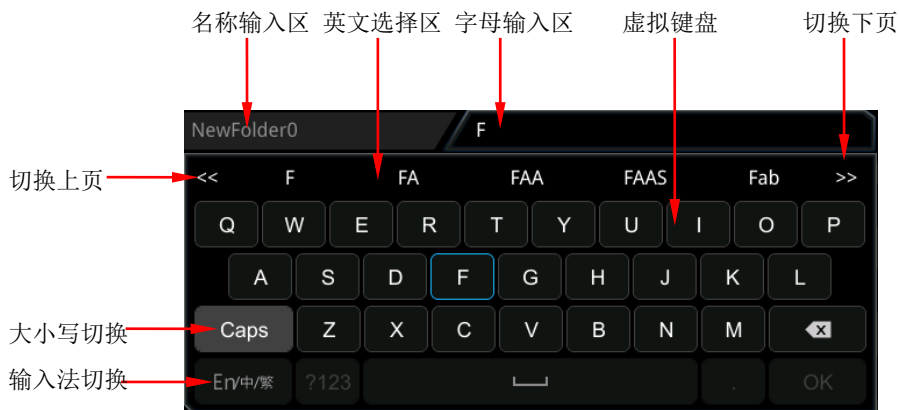 名称输入区 英文选择区 字母输入区 虚拟键盘 切换下页
NewFolder0 F
切换上页 << F FA FAA FAAS Fab >>
Q W E R T Y U I O P
A S D F G H J K L
大小写切换 Caps Z X C V B N M
输入法切换 En/中/繁 ?123 . OK